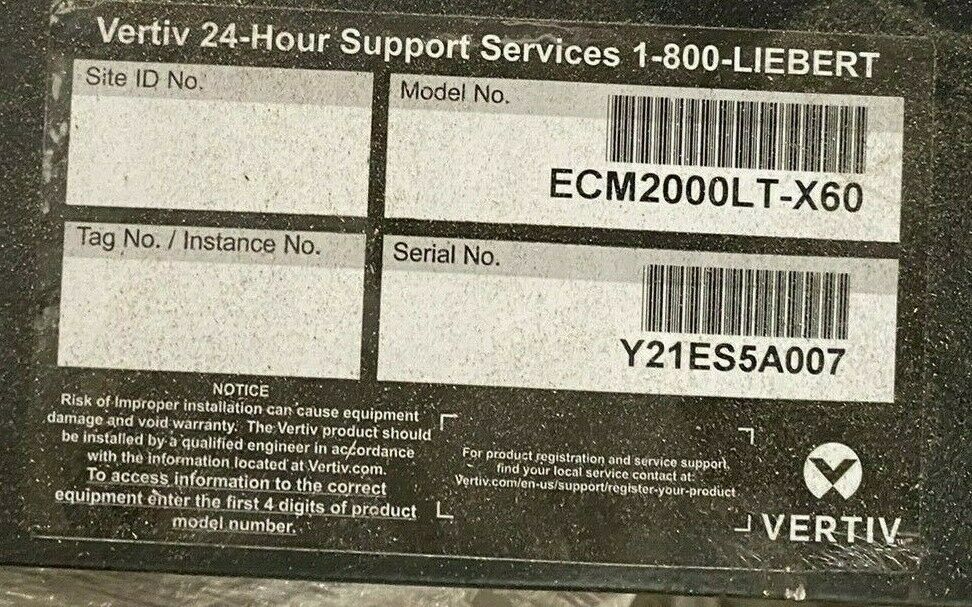 Vertiv 24-Hour Support Services 1-800-LIEBERT
Site ID No.
Model No.
ECM2000LT-X60
Tag No. / Instance No.
Serial No.
Y21ES5A007
NOTICE
Risk of Improper installation can cause equipment
damage and void warranty. The Vertiv product should
be installed by a qualified engineer in accordance
with the information located at Vertiv.com.
To access information to the correct
equipment enter the first 4 digits of product
model number.
For product registration and service support,
find your local service contact at:
Vertiv.com/en-us/support/register-your-product
VERTIV